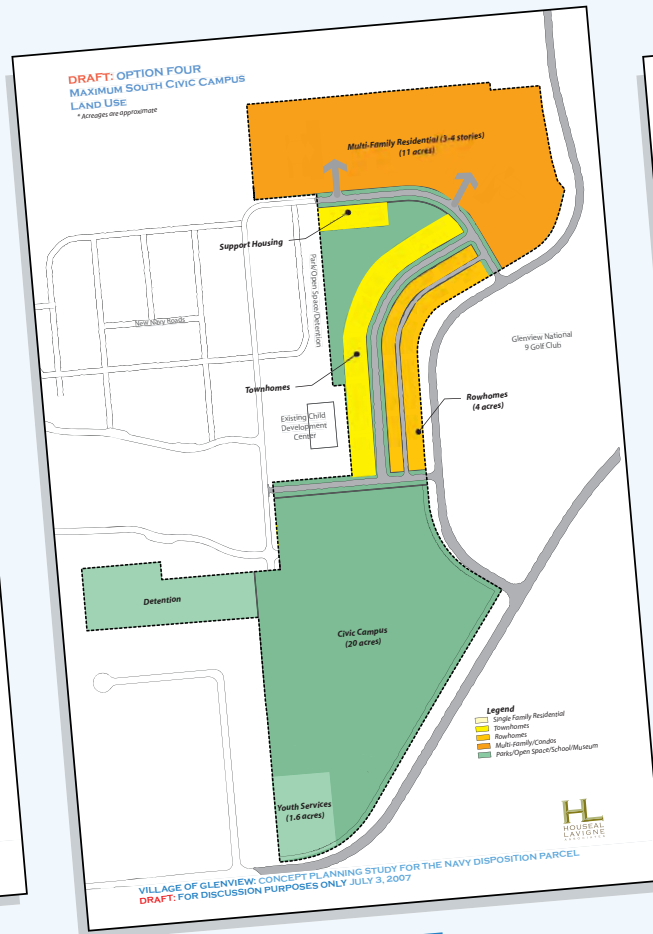 DRAFT: OPTION FOUR
MAXIMUM SOUTH CIVIC CAMPUS
LAND USE
* Acreages are approximate
Multi-Family Residential (3-4 stories)
(11 acres)
Support Housing
Park/Open Space/Detention
New Navy Roads
Glenview National
9 Golf Club
Townhomes
Rowhomes
(4 acres)
Existing Child
Development
Center
Detention
Civic Campus
(20 acres)
Legend
Single Family Residential
Townhomes
Rowhomes
Multi-Family/Condos
Parks/Open Space/School/Museum
Youth Services
(1.6 acres)
HL
HOUSEAL
LAVIGNE
ASSOCIATES
VILLAGE OF GLENVIEW: CONCEPT PLANNING STUDY FOR THE NAVY DISPOSITION PARCEL
DRAFT: FOR DISCUSSION PURPOSES ONLY JULY 3, 2007